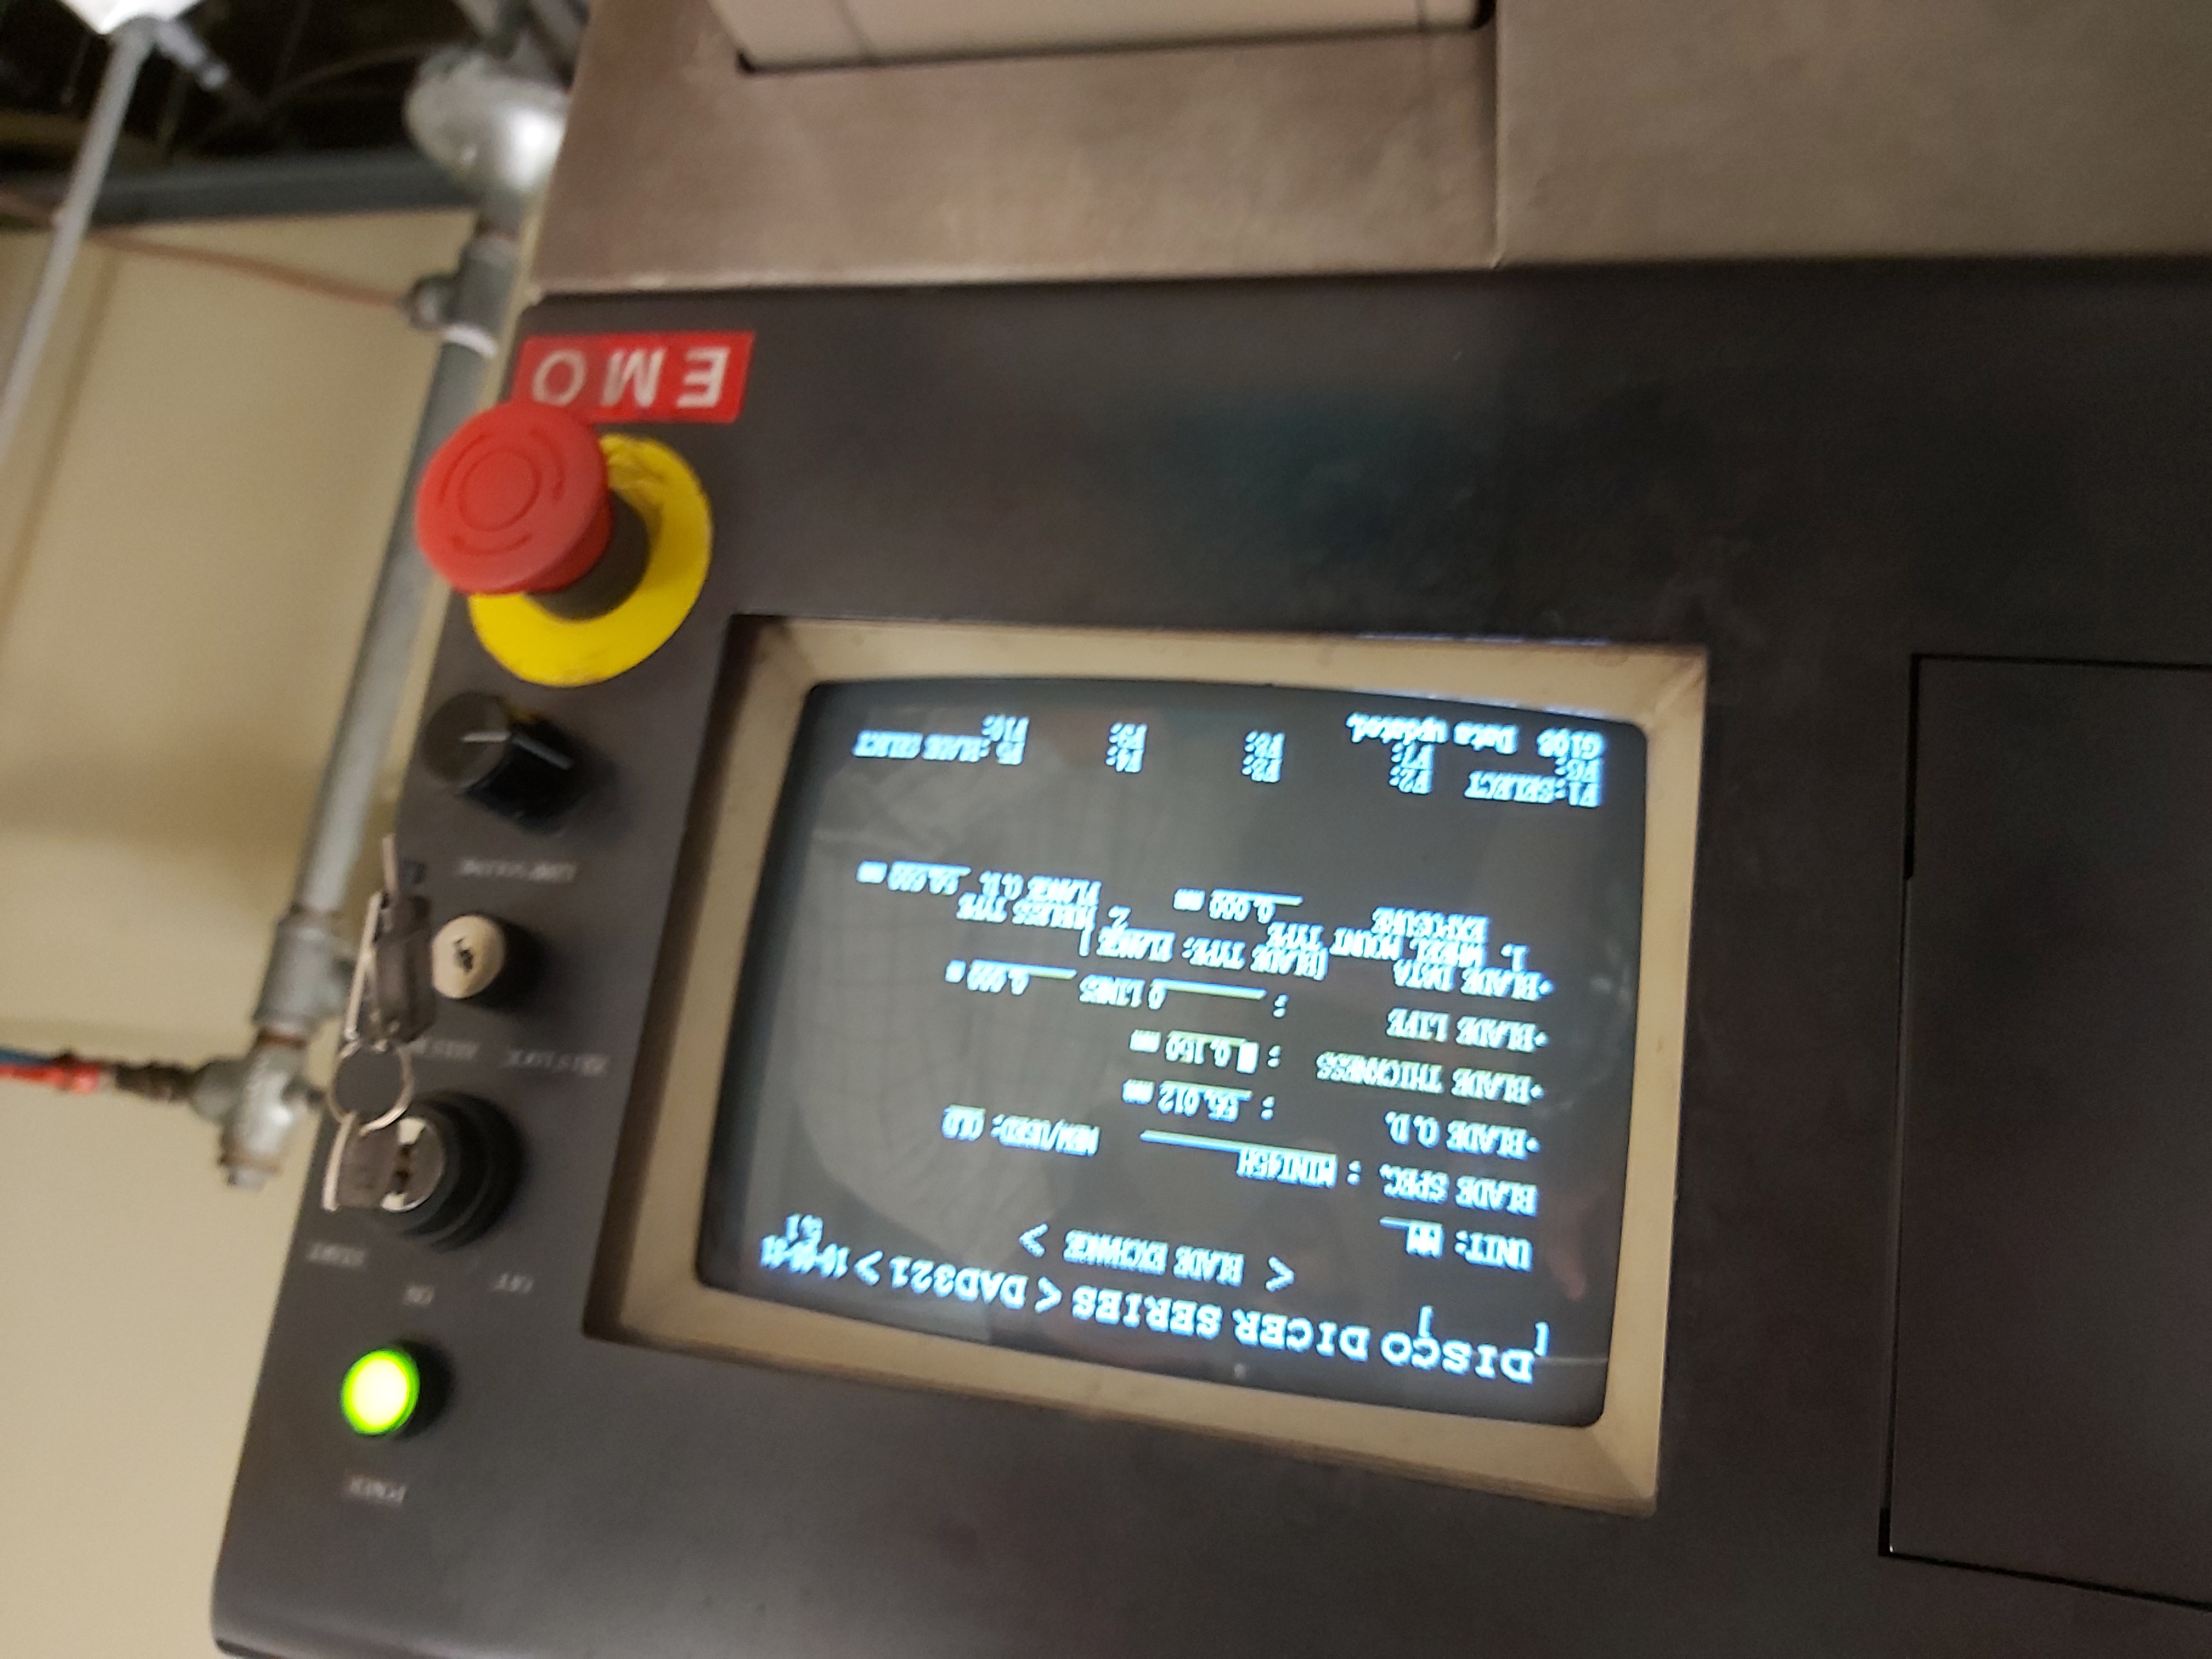 DISCO DICER SERIES < DAD321 >
[ ]
5.1
< BLADE EXCHANGE >
UNIT: MM
BLADE SPEC. : MINI45H NEW/USED: OLD
*BLADE O.D. : 55.012 mm
*BLADE THICKNESS : 0.150 mm
*BLADE LIFE : 0 LINES 0.000 m
*BLADE DATA [BLADE TYPE: FLANGE ]
1. WHEEL MOUNT TYPE 2. HUBLESS TYPE
EXPOSURE 0.000 mm FLANGE O.D. mm
F1:SELECT F2: F3: F4: F5 :BLADE SELECT
F6: F7: F8: F9: F10:
Data updated.
POWER
OFF ON START
EMO